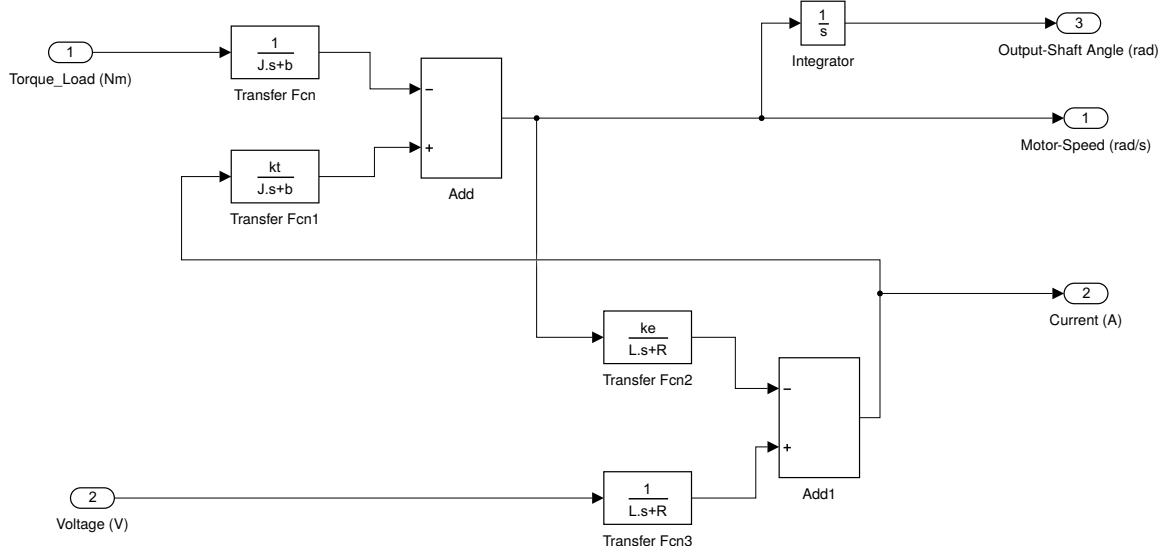 1
Torque_Load (Nm)
1
J.s+b
Transfer Fcn
kt
J.s+b
Transfer Fcn1
−
+
Add
1
s
Integrator
3
Output-Shaft Angle (rad)
1
Motor-Speed (rad/s)
2
Current (A)
ke
L.s+R
Transfer Fcn2
−
+
Add1
2
Voltage (V)
1
L.s+R
Transfer Fcn3